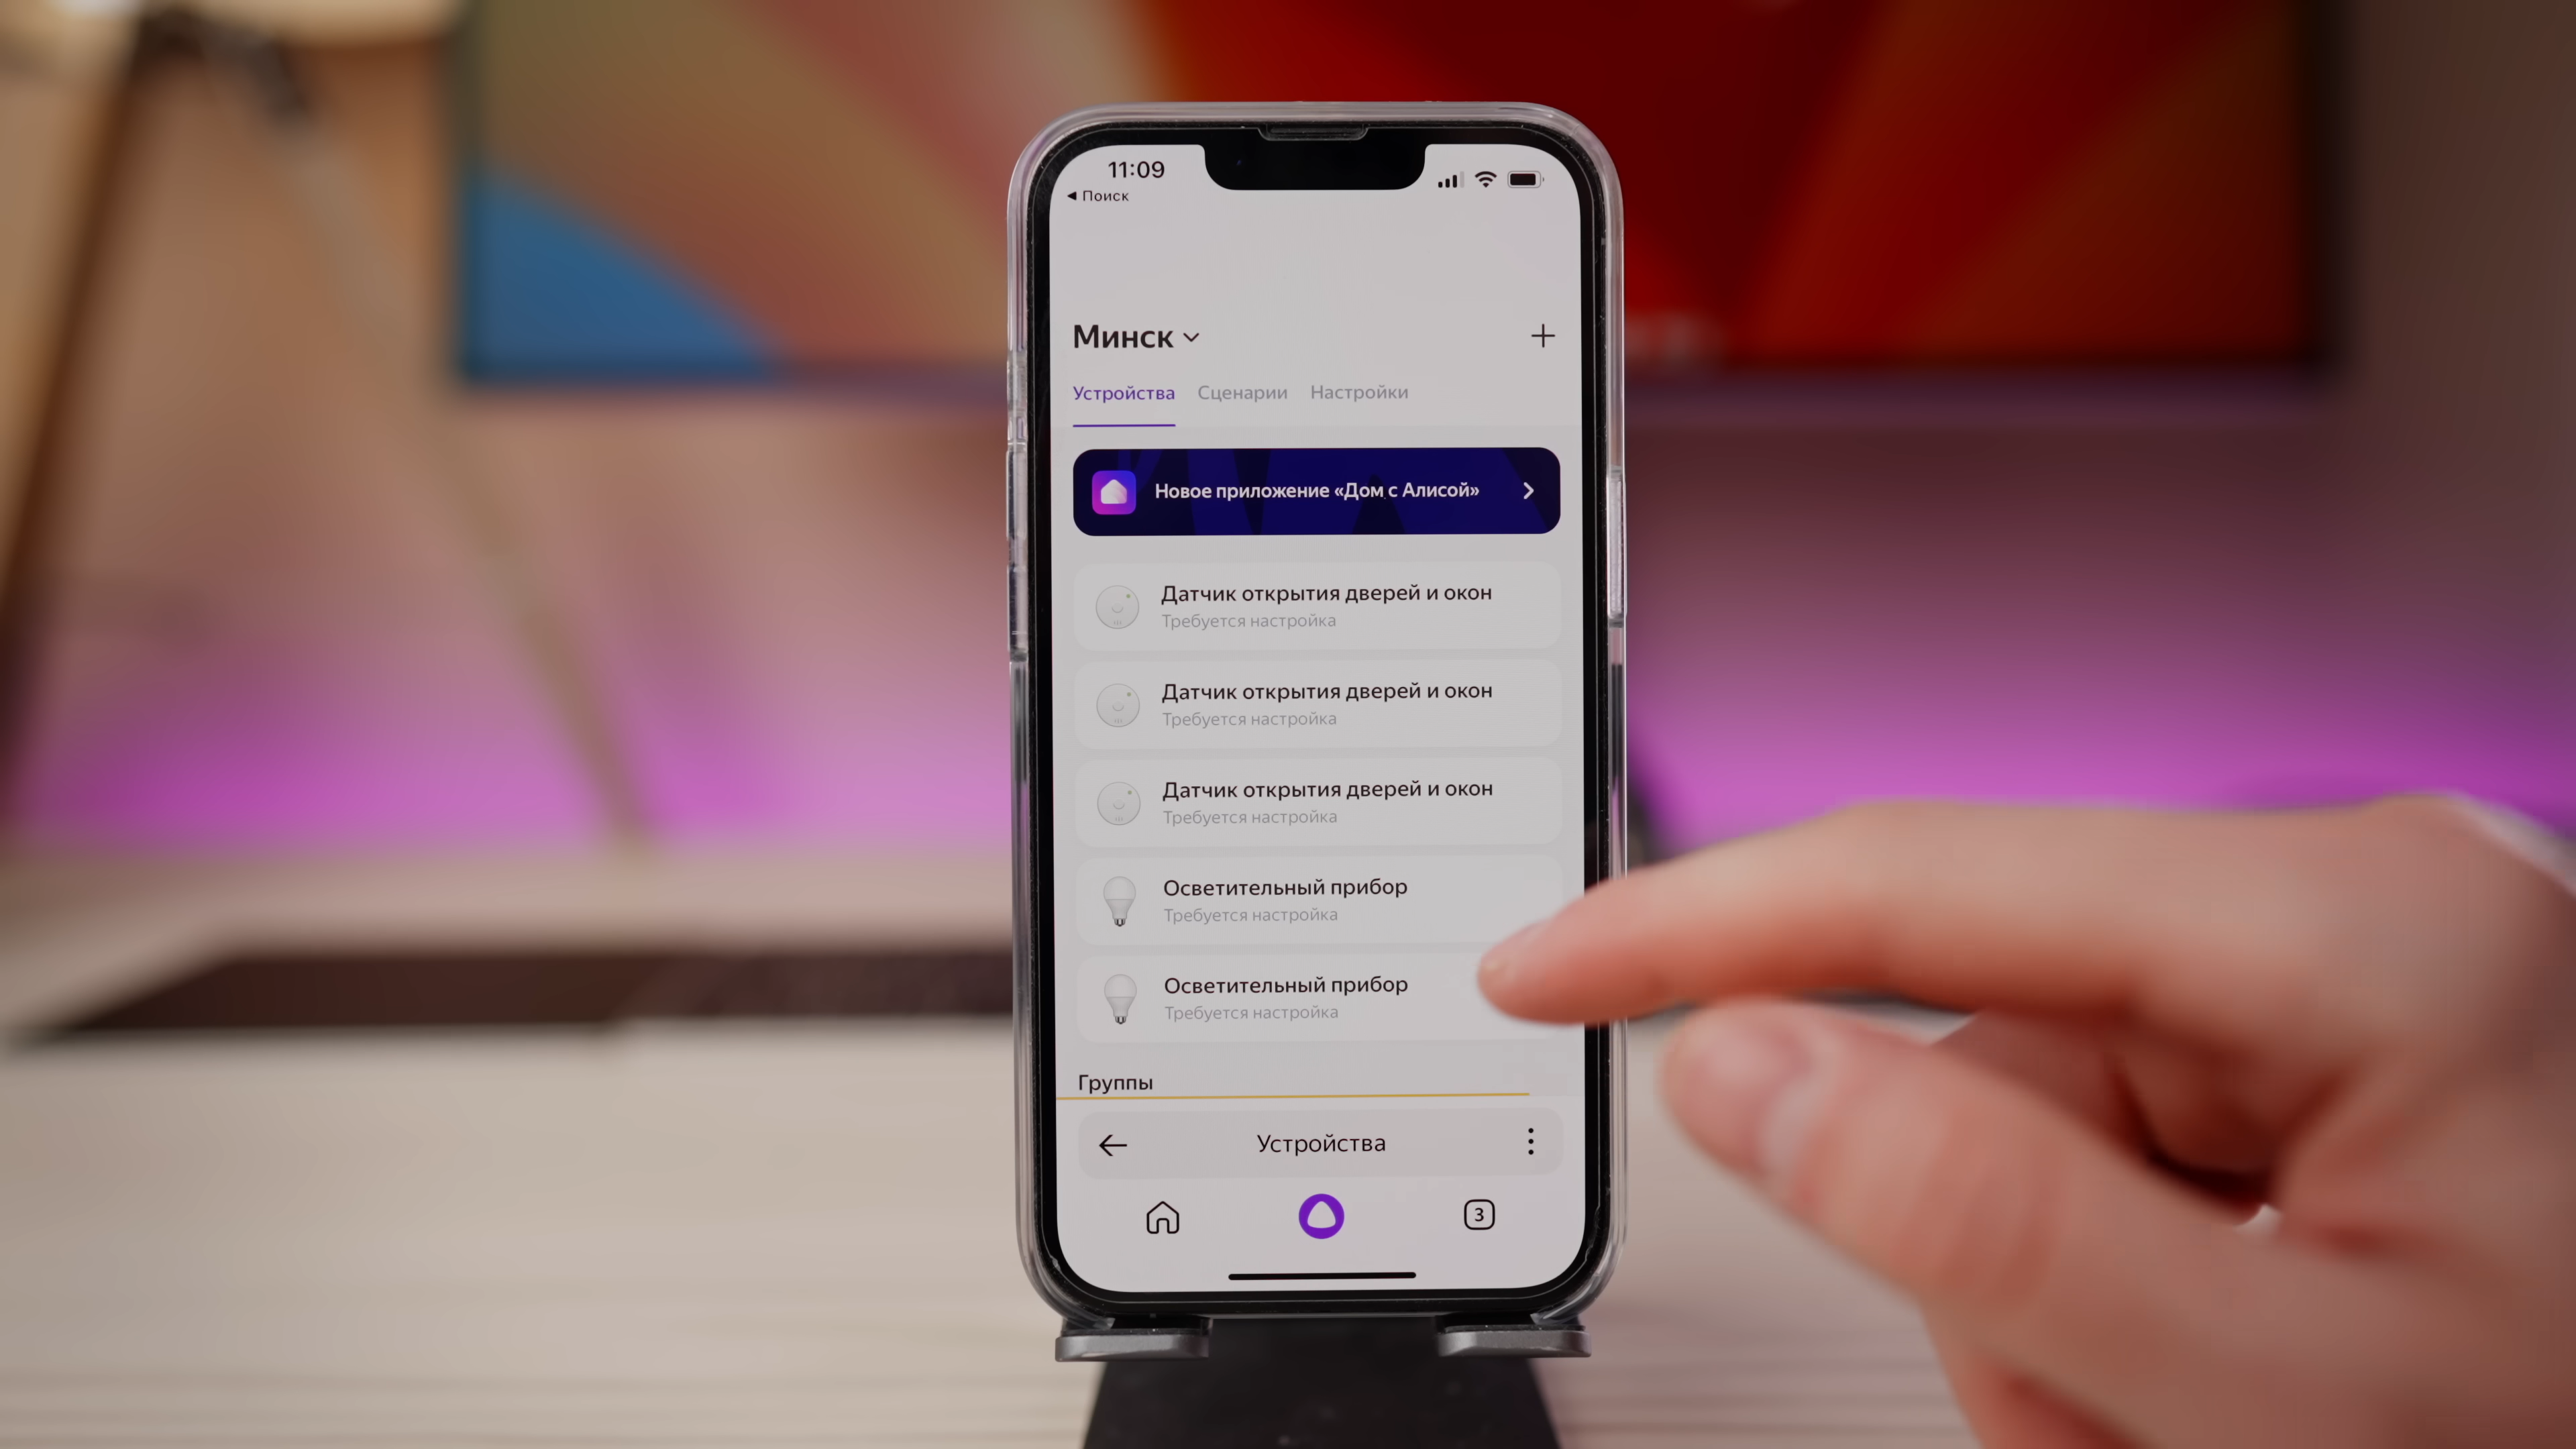 11:09
◀ Поиск
Минск
Устройства Сценарии Настройки
Новое приложение «Дом с Алисой»
Датчик открытия дверей и окон
Требуется настройка
Датчик открытия дверей и окон
Требуется настройка
Датчик открытия дверей и окон
Требуется настройка
Осветительный прибор
Требуется настройка
Осветительный прибор
Требуется настройка
Группы
Устройства
3